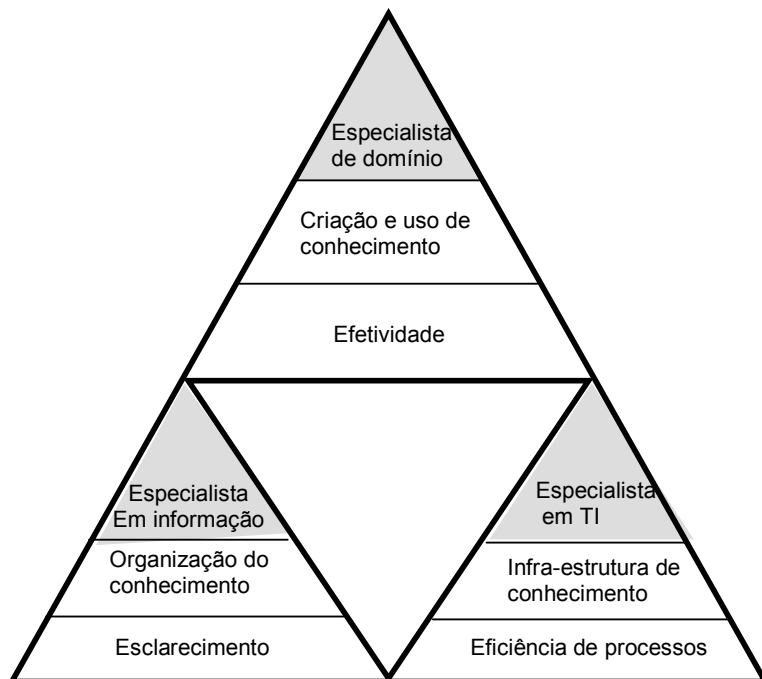 Especialista
de domínio
Criação e uso de
conhecimento
Efetividade
Especialista
Em informação
Organização do
conhecimento
Esclarecimento
Especialista
em TI
Infra-estrutura de
conhecimento
Eficiência de processos